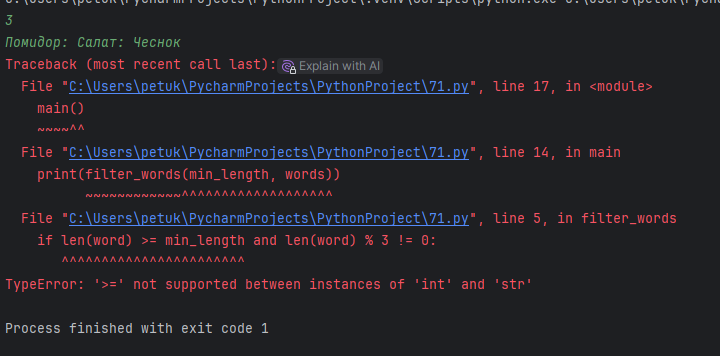 3
Помидор: Салат: Чеснок
Traceback (most recent call last): Explain with AI
File "C:\Users\petuk\PycharmProjects\PythonProject\71.py", line 17, in <module>
main()
~~~~^^
File "C:\Users\petuk\PycharmProjects\PythonProject\71.py", line 14, in main
print(filter_words(min_length, words))
~~~~~~~~~~~~^^^^^^^^^^^^^^^^^^^
File "C:\Users\petuk\PycharmProjects\PythonProject\71.py", line 5, in filter_words
if len(word) >= min_length and len(word) % 3 != 0:
^^^^^^^^^^^^^^^^^^^^^^^
TypeError: '>=' not supported between instances of 'int' and 'str'
Process finished with exit code 1